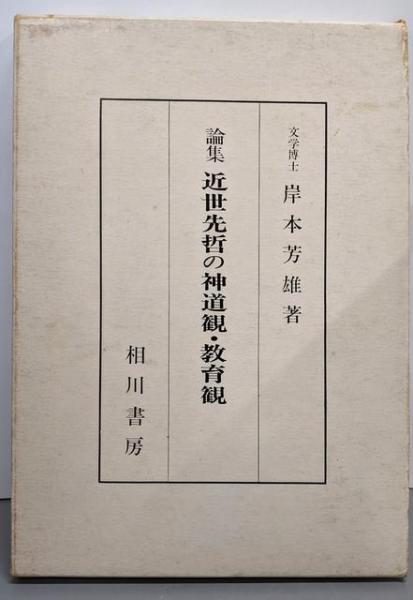 文学博士 岸本芳雄著
論集 近世先哲の神道観・教育観
相川書房